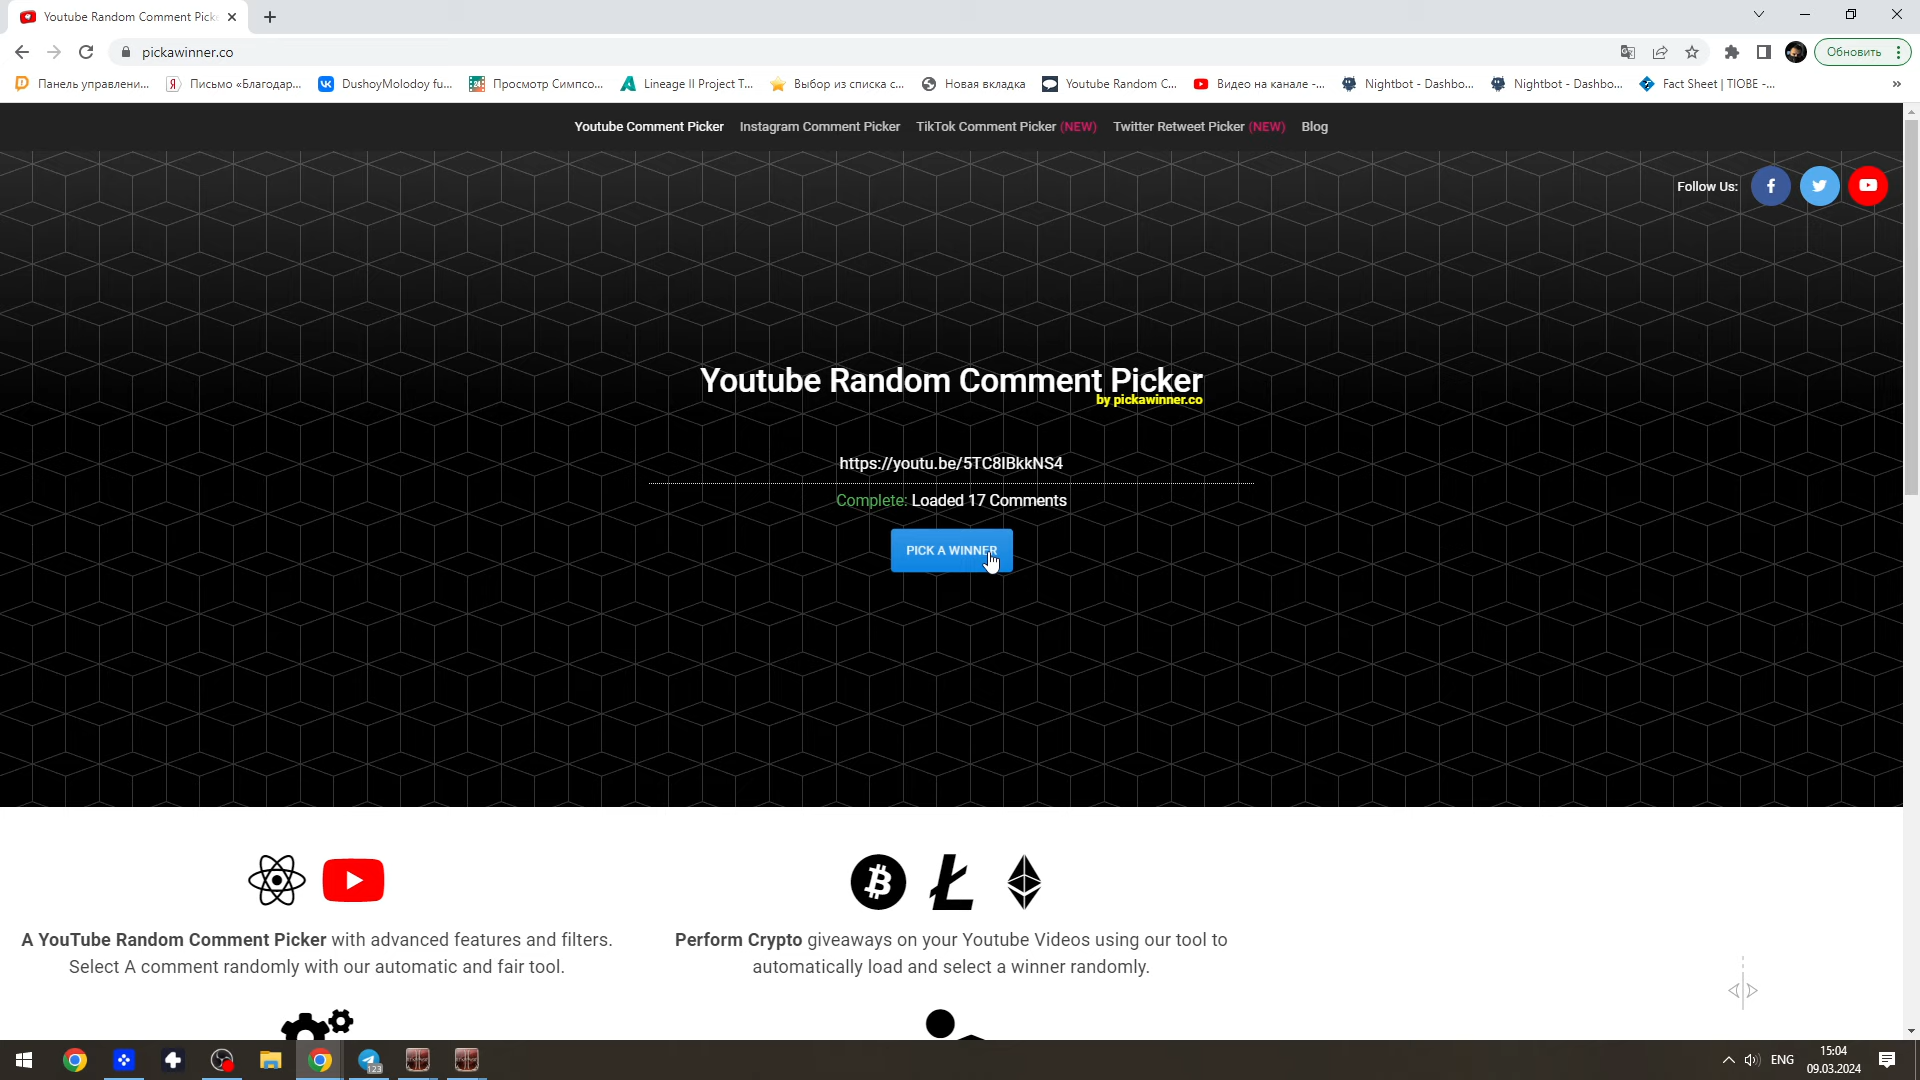 Youtube Random Comment Pick
pickawinner.co
Обновить
Панель управлени...
Письмо «Благодар...
DushoyMolodoy fu...
Просмотр Симпсо...
Lineage II Project T...
Выбор из списка с...
Новая вкладка
Youtube Random C...
Видео на канале -...
Nightbot - Dashbo...
Nightbot - Dashbo...
Fact Sheet | TIOBE -...
»
Youtube Comment Picker
Instagram Comment Picker
TikTok Comment Picker (NEW)
Twitter Retweet Picker (NEW)
Blog
Follow Us:
Youtube Random Comment Picker
by pickawinner.co
https://youtu.be/5TC8IBkkNS4
Complete: Loaded 17 Comments
PICK A WINNER
A YouTube Random Comment Picker with advanced features and filters.
Select A comment randomly with our automatic and fair tool.
Perform Crypto giveaways on your Youtube Videos using our tool to
automatically load and select a winner randomly.
123
ENG
15:04
09.03.2024